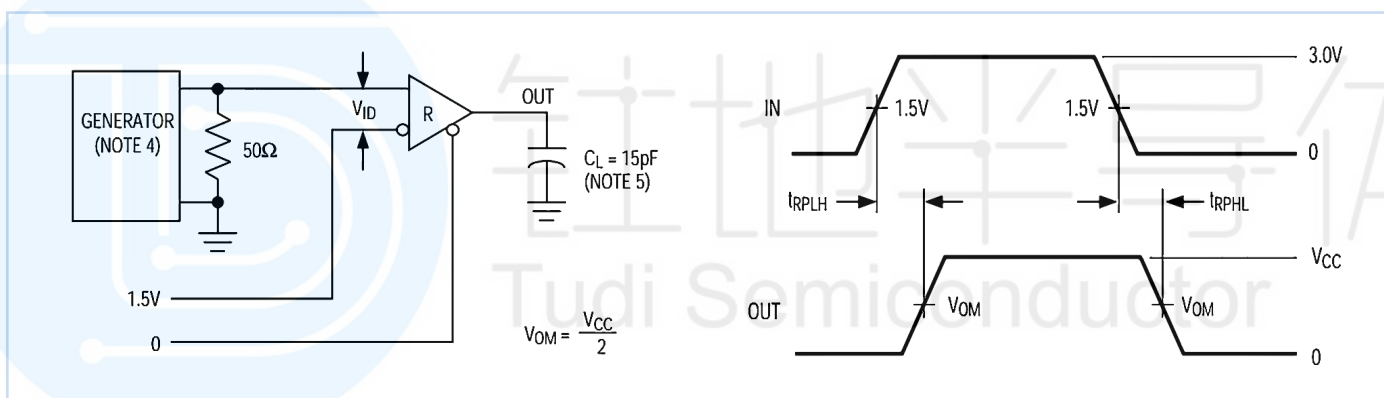 GENERATOR
(NOTE 4)
50Ω
V_ID
R
OUT
C_L = 15pF
(NOTE 5)
1.5V
0
V_OM = V_CC / 2
IN
1.5V
1.5V
3.0V
0
t_RPLH
t_RPHL
OUT
V_OM
V_OM
V_CC
0
钍地半导体
Tudi Semiconductor